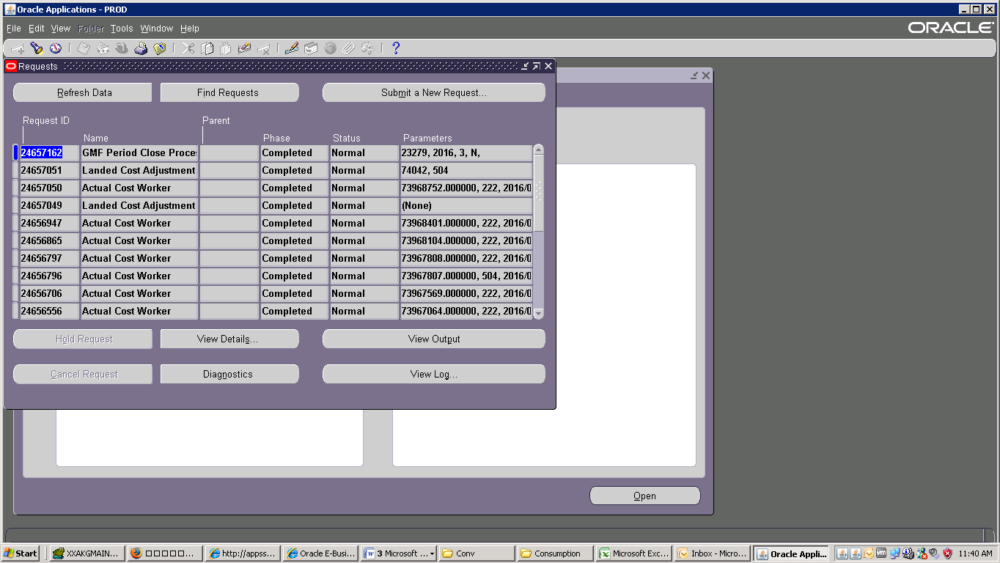 Oracle Applications - PROD
File Edit View Folder Tools Window Help
ORACLE
Requests
Refresh Data Find Requests Submit a New Request...
Request ID Parent
Name Phase Status Parameters
24657162 GMF Period Close Proce Completed Normal 23279, 2016, 3, N,
24657051 Landed Cost Adjustment Completed Normal 74042, 504
24657050 Actual Cost Worker Completed Normal 73968752.000000, 222, 2016/0
24657049 Landed Cost Adjustment Completed Normal (None)
24656947 Actual Cost Worker Completed Normal 73968401.000000, 222, 2016/0
24656865 Actual Cost Worker Completed Normal 73968104.000000, 222, 2016/0
24656797 Actual Cost Worker Completed Normal 73967808.000000, 222, 2016/0
24656796 Actual Cost Worker Completed Normal 73967807.000000, 504, 2016/0
24656706 Actual Cost Worker Completed Normal 73967569.000000, 222, 2016/0
24656556 Actual Cost Worker Completed Normal 73967064.000000, 222, 2016/0
Hold Request View Details... View Output
Cancel Request Diagnostics View Log...
Open
Start XXAKGMAIN... http://appss... Oracle E-Busi... 3 Microsoft ... Conv Consumption Microsoft Exc... Inbox - Micro... Oracle Appli... 11:40 AM